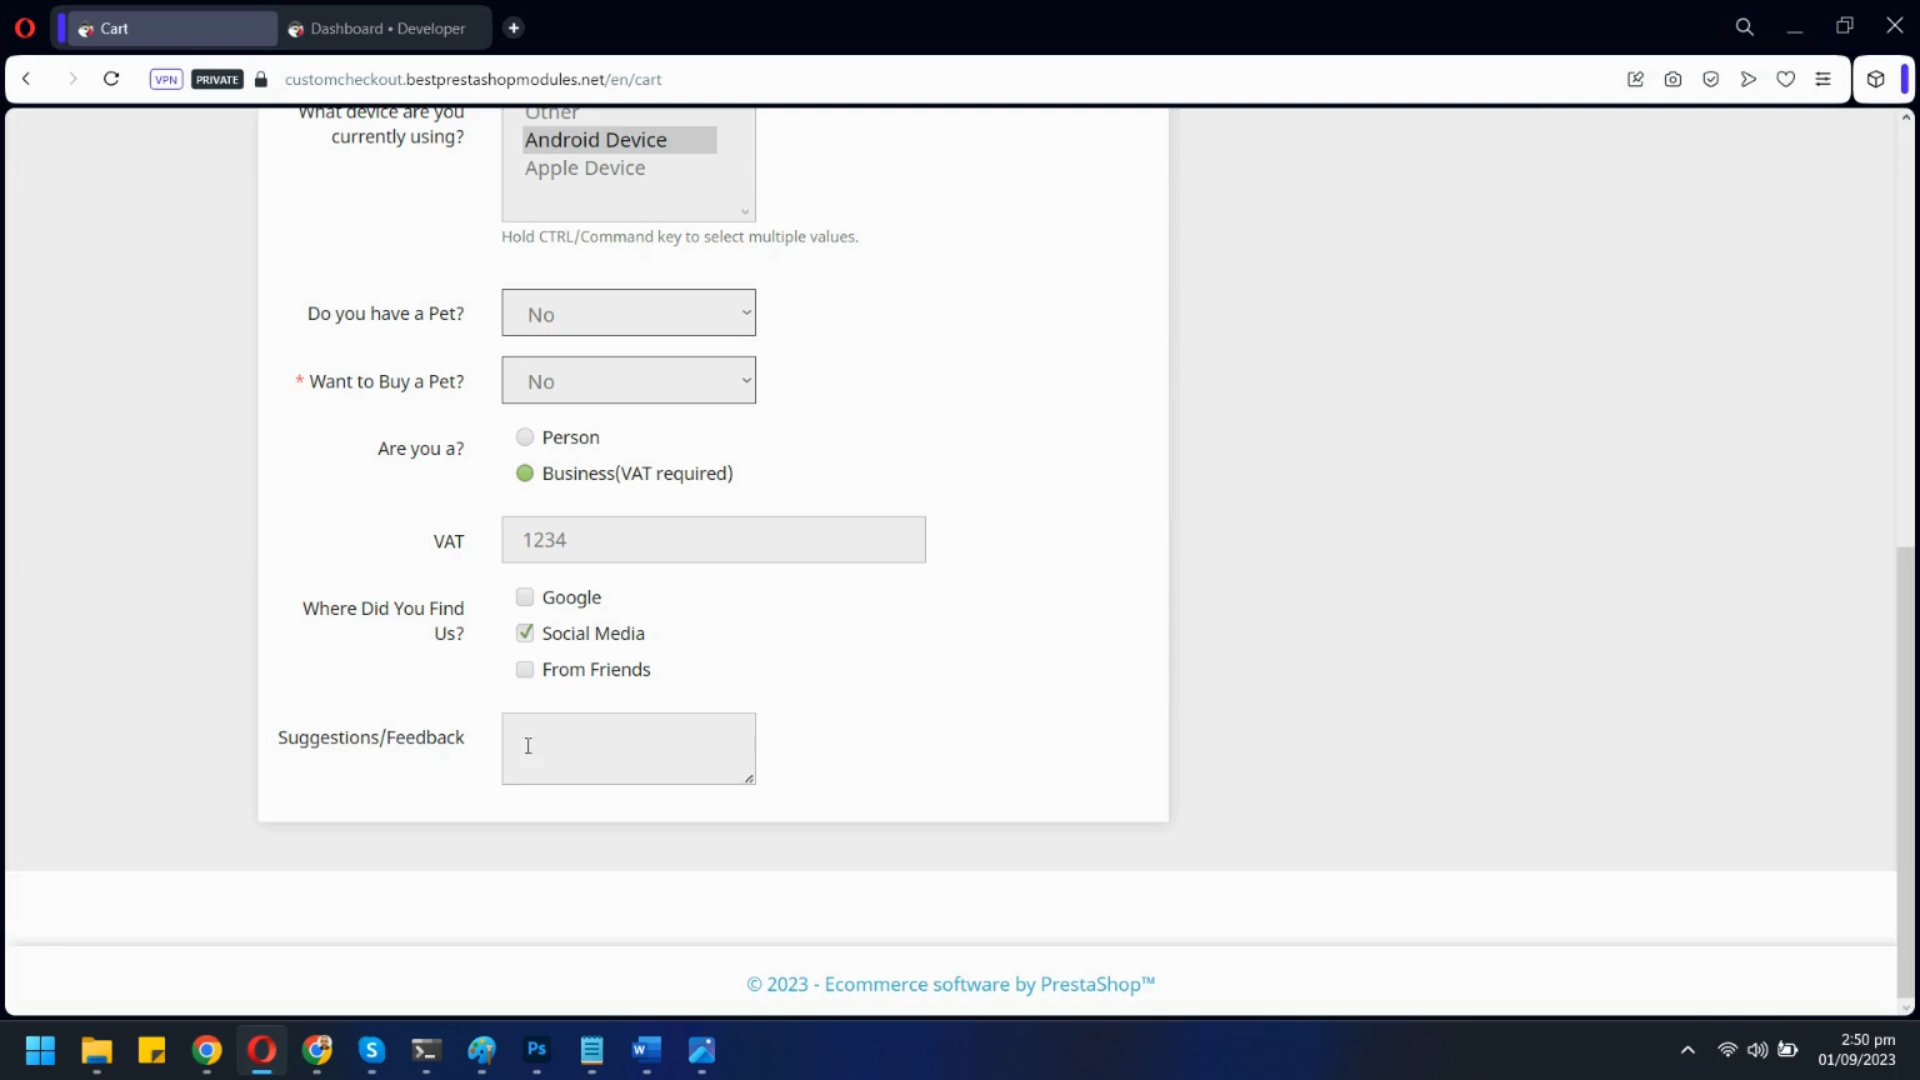 Cart
Dashboard • Developer
VPN
PRIVATE
customcheckout.bestprestashopmodules.net/en/cart
What device are you
currently using?
Other
Android Device
Apple Device
Hold CTRL/Command key to select multiple values.
Do you have a Pet?
No
* Want to Buy a Pet?
No
Are you a?
Person
Business(VAT required)
VAT
1234
Where Did You Find
Us?
Google
Social Media
From Friends
Suggestions/Feedback
© 2023 - Ecommerce software by PrestaShop™
S
Ps
W
2:50 pm
01/09/2023